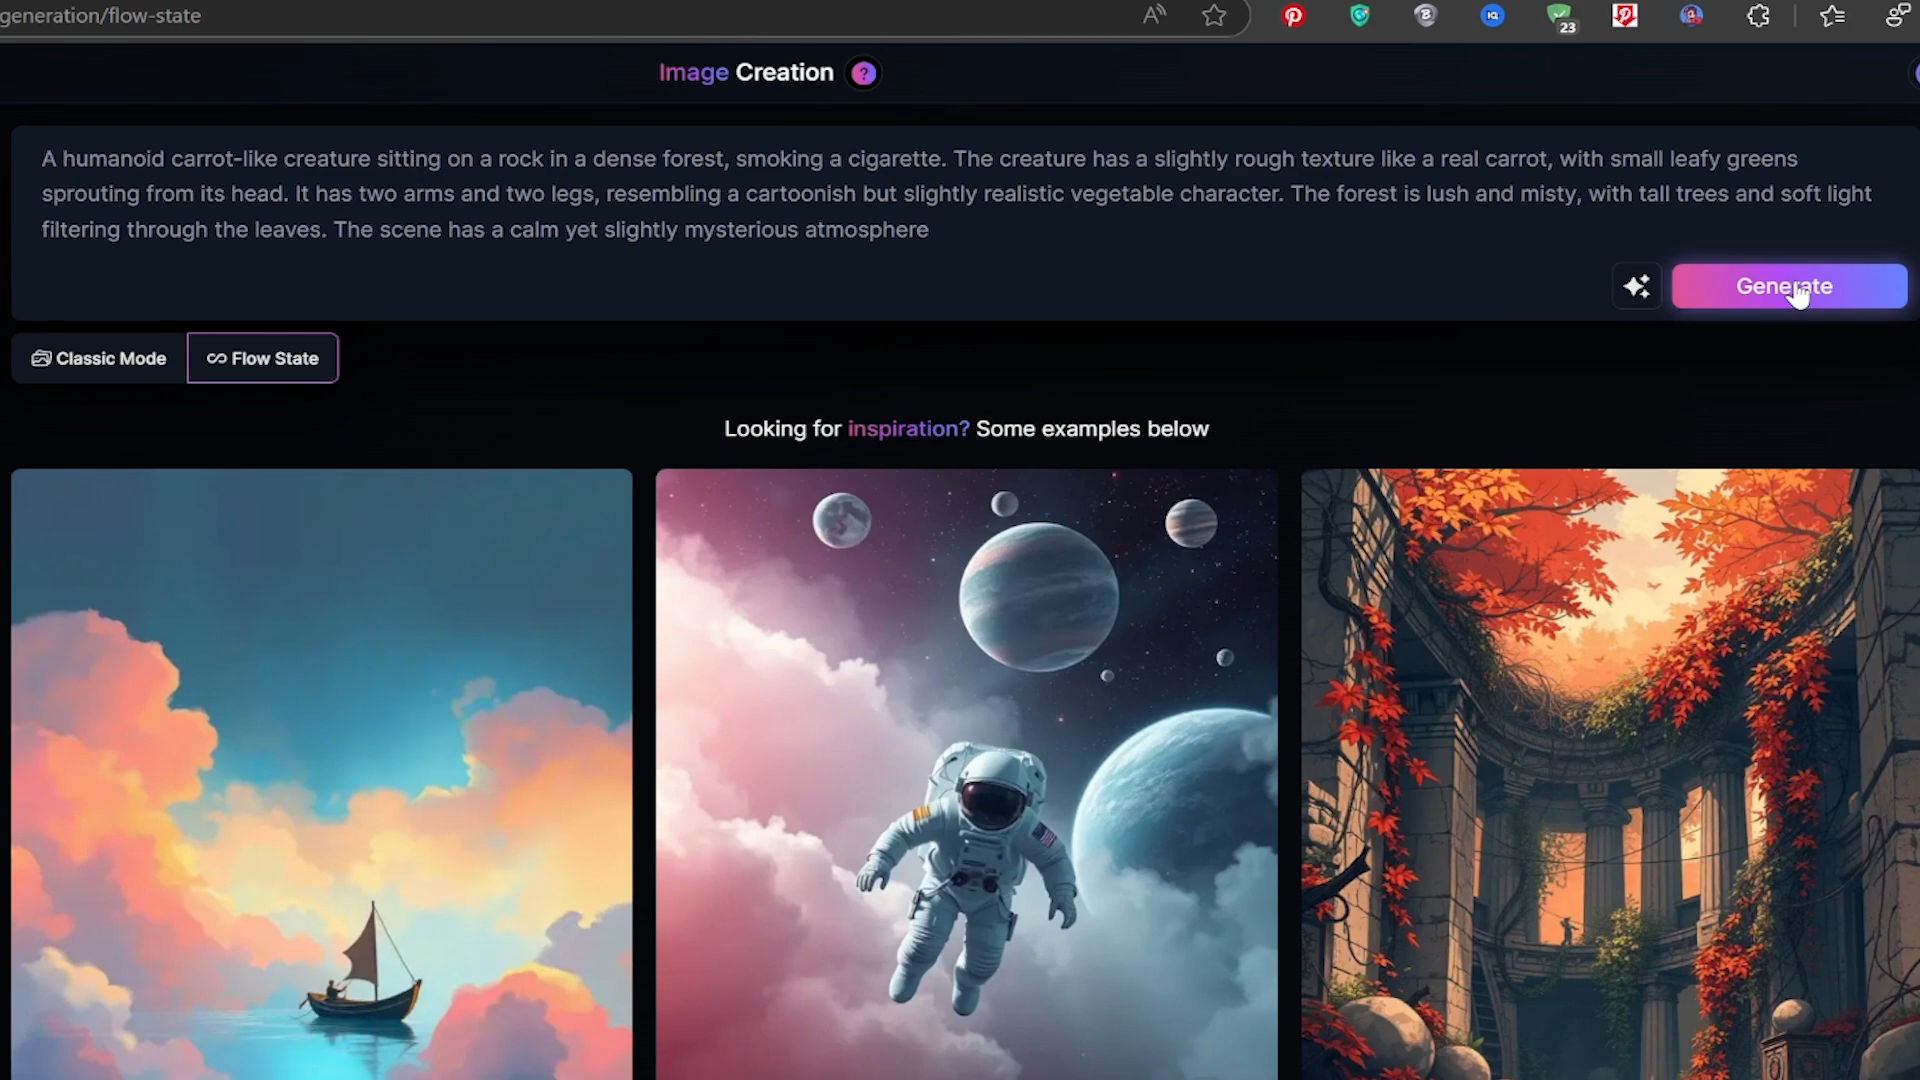 generation/flow-state
23
Image Creation ?
A humanoid carrot-like creature sitting on a rock in a dense forest, smoking a cigarette. The creature has a slightly rough texture like a real carrot, with small leafy greens
sprouting from its head. It has two arms and two legs, resembling a cartoonish but slightly realistic vegetable character. The forest is lush and misty, with tall trees and soft light
filtering through the leaves. The scene has a calm yet slightly mysterious atmosphere
Generate
Classic Mode
Flow State
Looking for inspiration? Some examples below